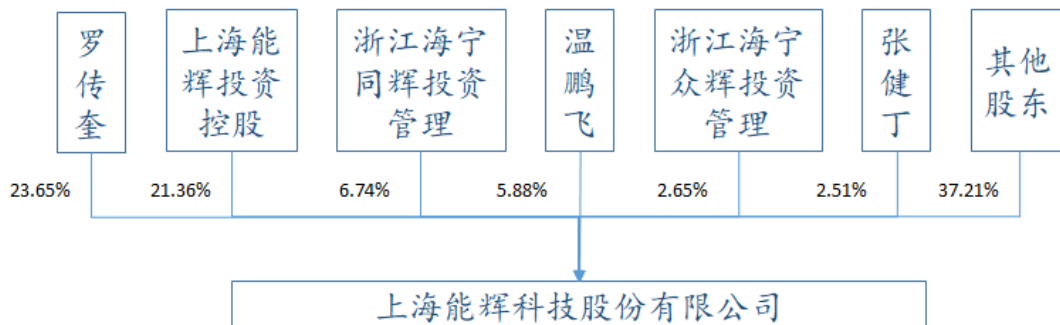 罗传奎
上海能辉投资控股
浙江海宁同辉投资管理
温鹏飞
浙江海宁众辉投资管理
张健丁
其他股东
23.65%
21.36%
6.74%
5.88%
2.65%
2.51%
37.21%
上海能辉科技股份有限公司